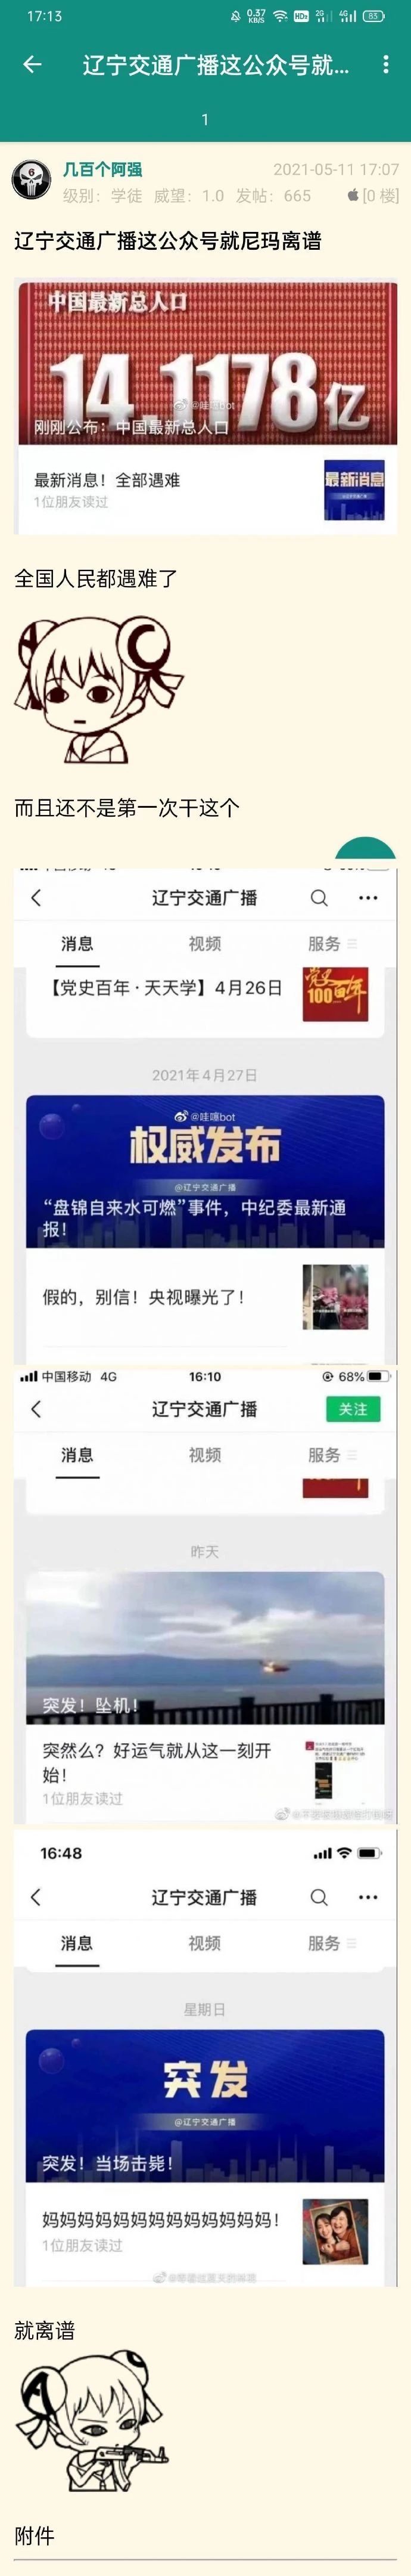 17:13
0.37
KB/S
HD
2G
4G
83
辽宁交通广播这公众号就...
1
几百个阿强
2021-05-11 17:07
级别：学徒 威望：1.0 发帖：665
[0 楼]
辽宁交通广播这公众号就尼玛离谱
中国最新总人口
14.1178亿
@哇噻bot
刚刚公布：中国最新总人口
最新消息！全部遇难
最新消息
1位朋友读过
全国人民都遇难了
而且还不是第一次干这个
辽宁交通广播
消息
视频
服务
【党史百年·天天学】4月26日
党史
100
2021年4月27日
@哇噻bot
权威发布
@辽宁交通广播
“盘锦自来水可燃”事件，中纪委最新通
报！
假的，别信！央视曝光了！
中国移动 4G
16:10
68%
辽宁交通广播
关注
消息
视频
服务
昨天
突发！坠机！
突然么？好运气就从这一刻开
始！
1位朋友读过
16:48
辽宁交通广播
消息
视频
服务
星期日
突发
@辽宁交通广播
突发！当场击毙！
妈妈妈妈妈妈妈妈妈妈妈妈妈！
1位朋友读过
就离谱
附件